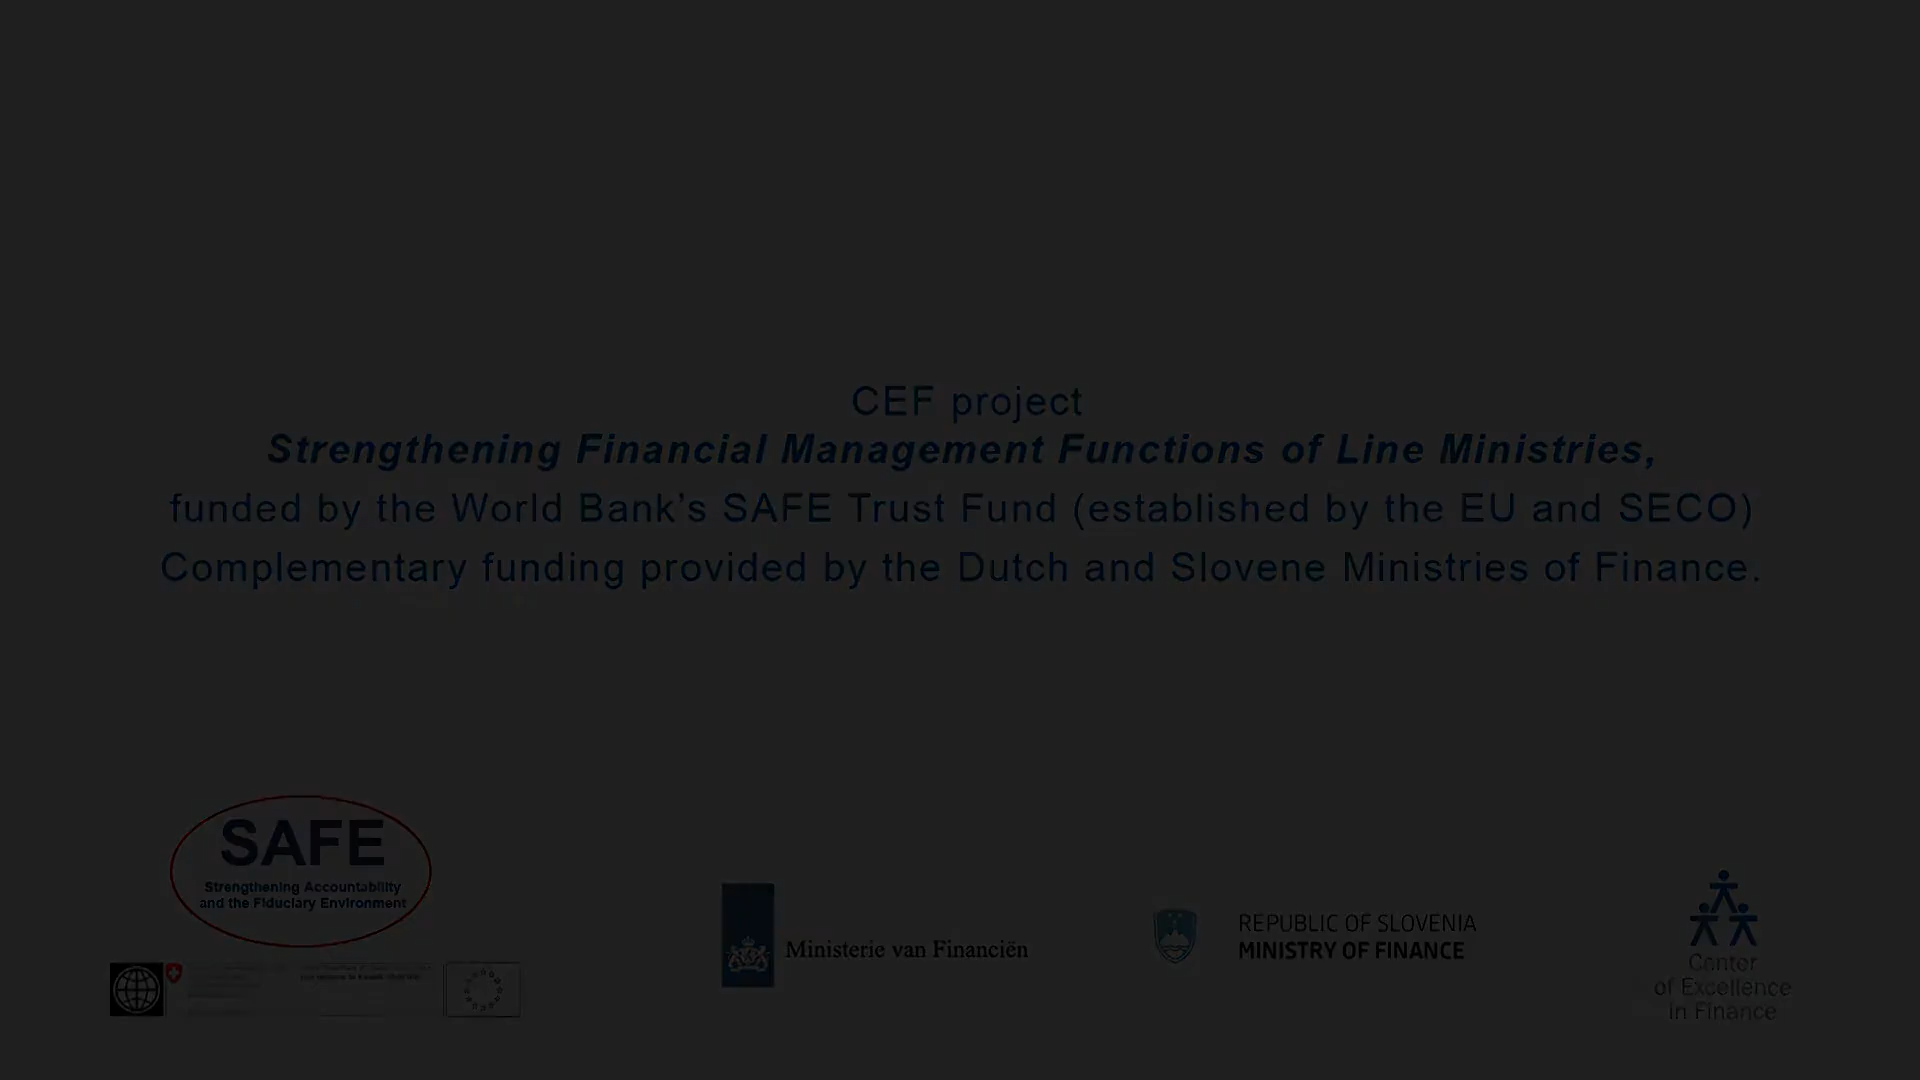 CEF project
Strengthening Financial Management Functions of Line Ministries,
funded by the World Bank’s SAFE Trust Fund (established by the EU and SECO)
Complementary funding provided by the Dutch and Slovene Ministries of Finance.
SAFE
Strengthening Accountability
and the Fiduciary Environment
Ministerie van Financiën
REPUBLIC OF SLOVENIA
MINISTRY OF FINANCE
Center
of Excellence
in Finance